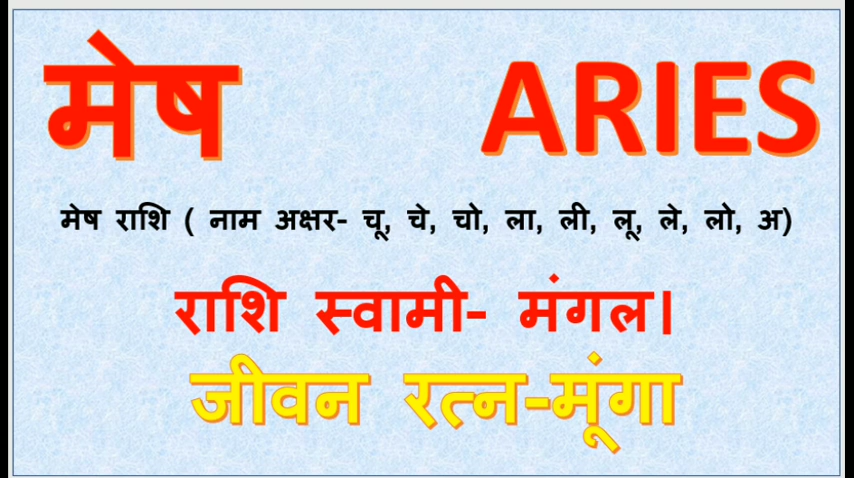 मेष ARIES
मेष राशि ( नाम अक्षर- चू, चे, चो, ला, ली, लू, ले, लो, अ)
राशि स्वामी- मंगल।
जीवन रत्न-मूंगा